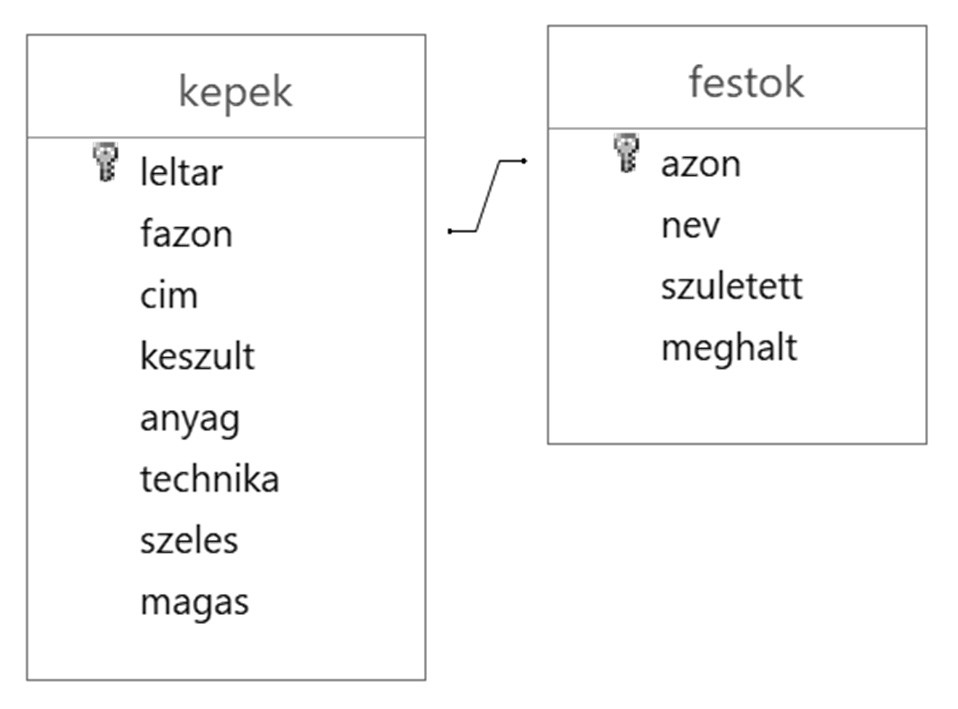 kepek
leltar
fazon
cim
keszult
anyag
technika
szeles
magas
festok
azon
nev
szuletett
meghalt